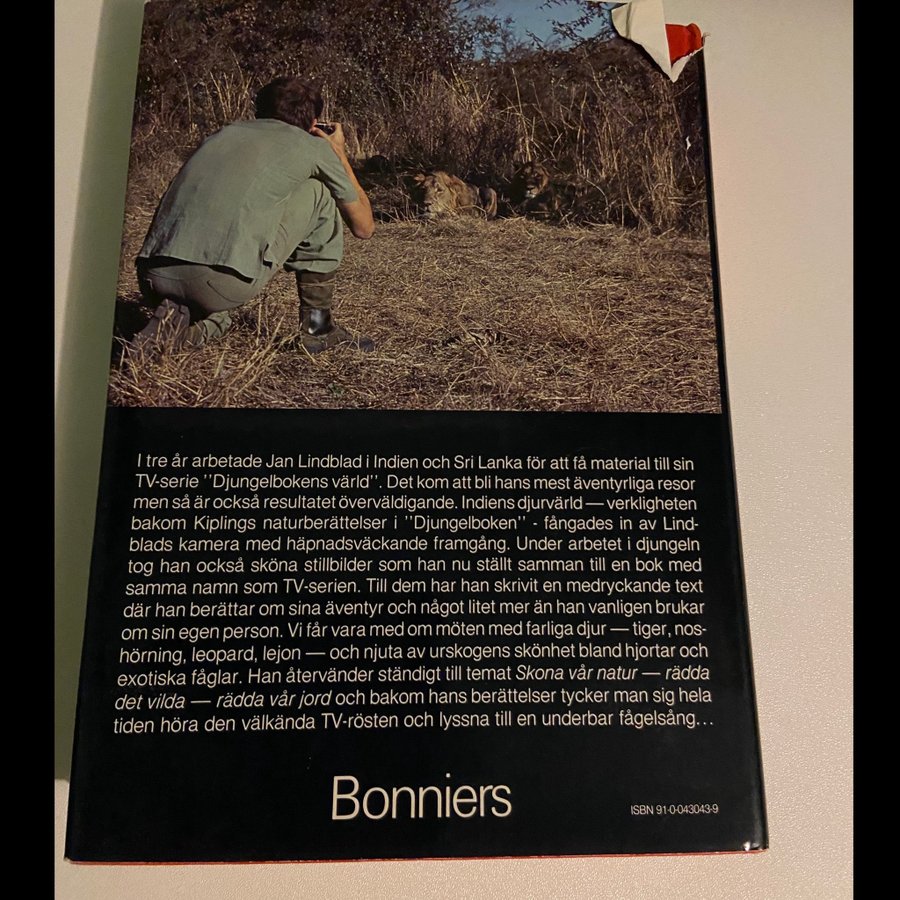 I tre år arbetade Jan Lindblad i Indien och Sri Lanka för att få material till sin
TV-serie ''Djungelbokens värld''. Det kom att bli hans mest äventyrliga resor
men så är också resultatet överväldigande. Indiens djurvärld — verkligheten
bakom Kiplings naturberättelser i ''Djungelboken'' - fångades in av Lind-
blads kamera med häpnadsväckande framgång. Under arbetet i djungeln
tog han också sköna stillbilder som han nu ställt samman till en bok med
samma namn som TV-serien. Till dem har han skrivit en medryckande text
där han berättar om sina äventyr och något litet mer än han vanligen brukar
om sin egen person. Vi får vara med om möten med farliga djur — tiger, nos-
hörning, leopard, lejon — och njuta av urskogens skönhet bland hjortar och
exotiska fåglar. Han återvänder ständigt till temat Skona vår natur — rädda
det vilda — rädda vår jord och bakom hans berättelser tycker man sig hela
tiden höra den välkända TV-rösten och lyssna till en underbar fågelsång...
Bonniers
ISBN 91-0-043043-9